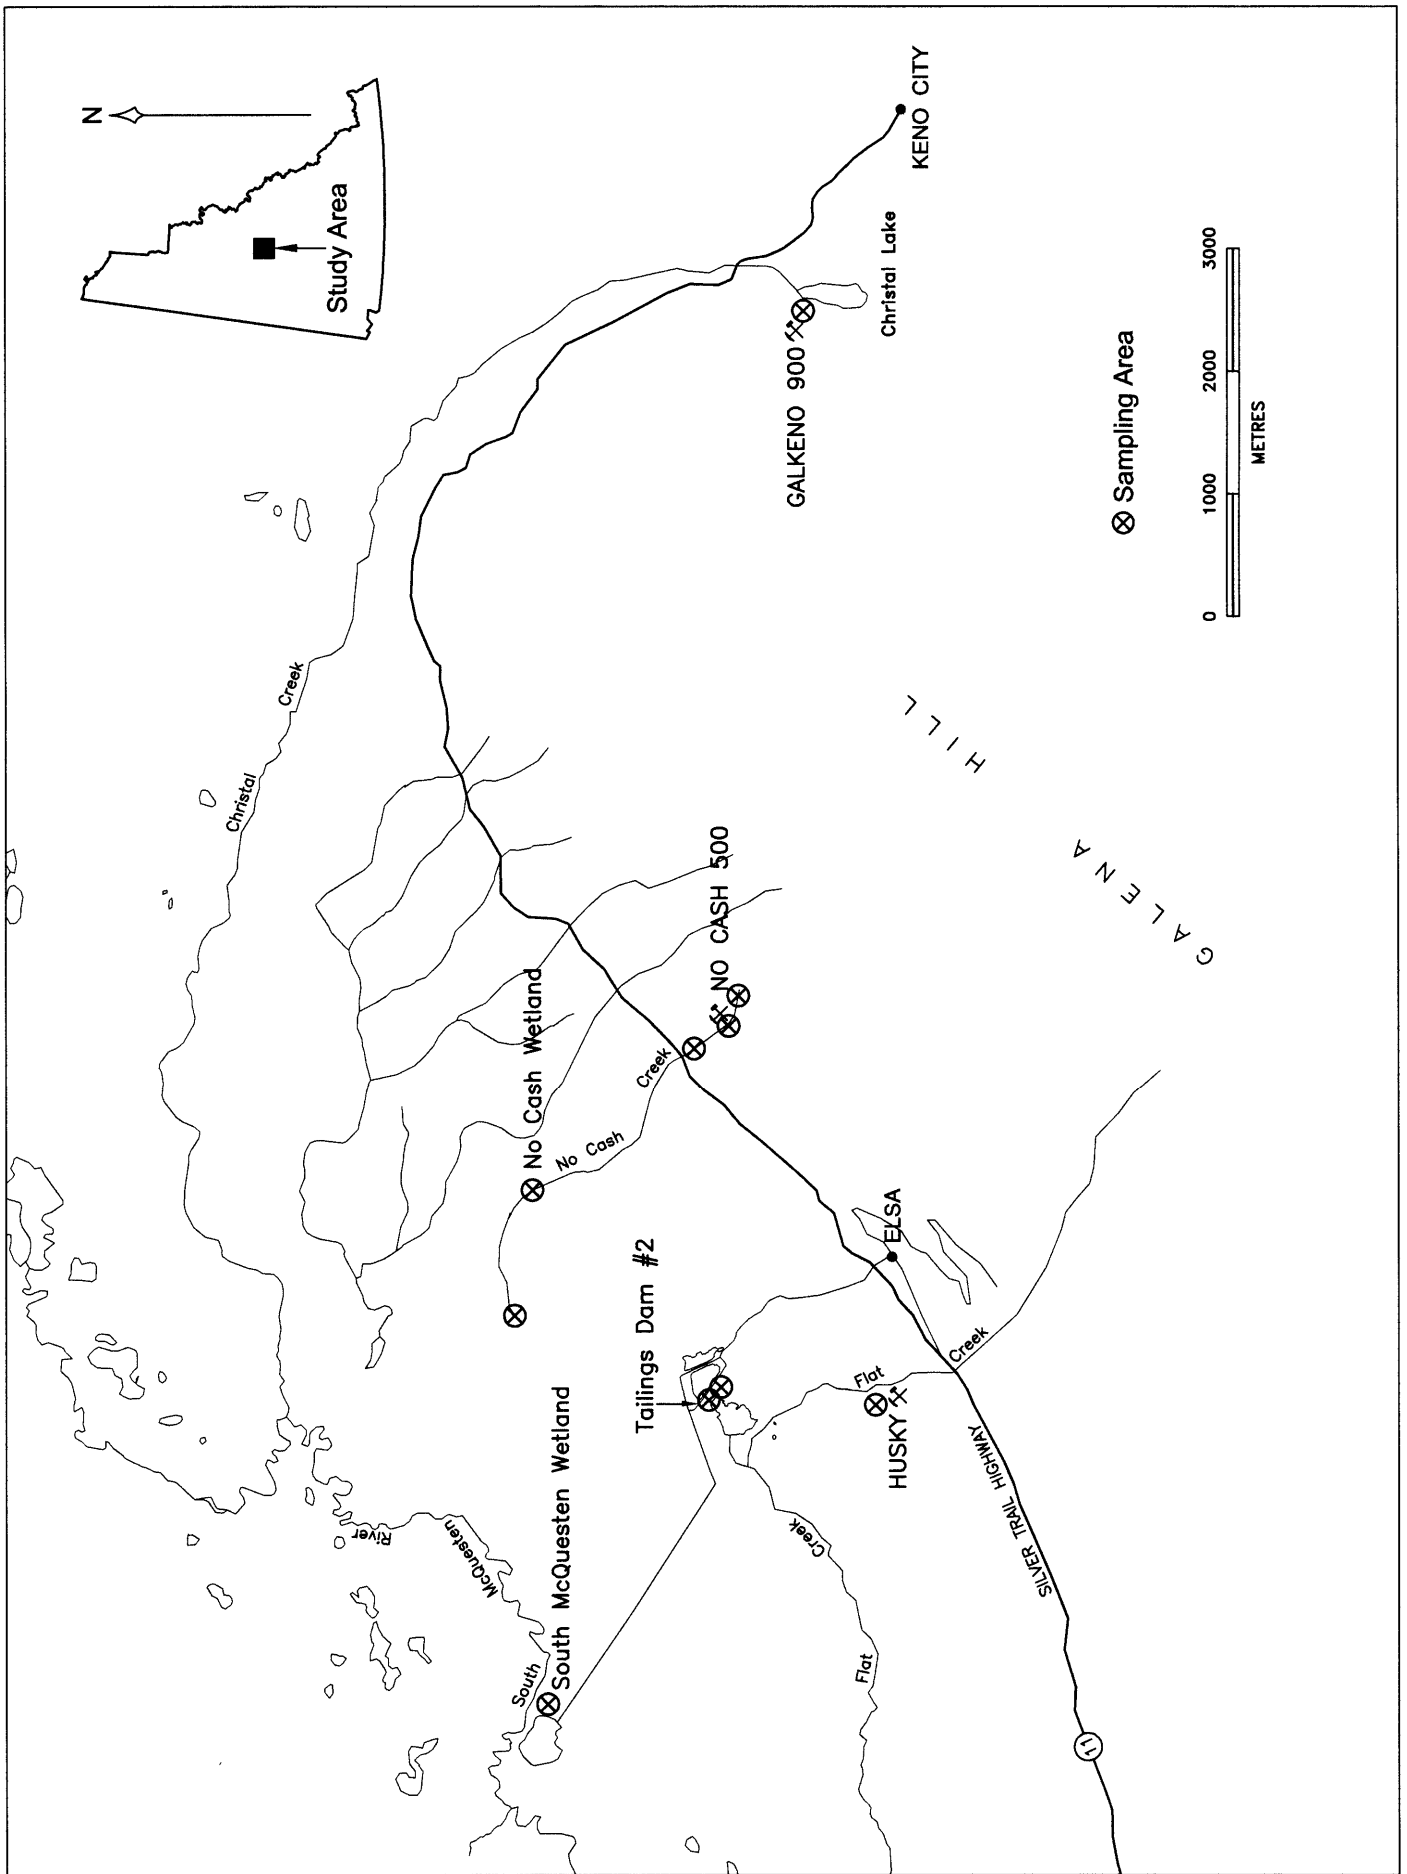 N
Study Area
KENO CITY
Christal Lake
GALKENO 900
Christal Creek
NO CASH 500
No Cash Wetland
No Cash Creek
ELSA
Tailings Dam #2
Flat Creek
HUSKY
SILVER TRAIL HIGHWAY
11
South McQuesten River
South McQuesten Wetland
Flat Creek
GALENA HILL
Sampling Area
0 1000 2000 3000
METRES